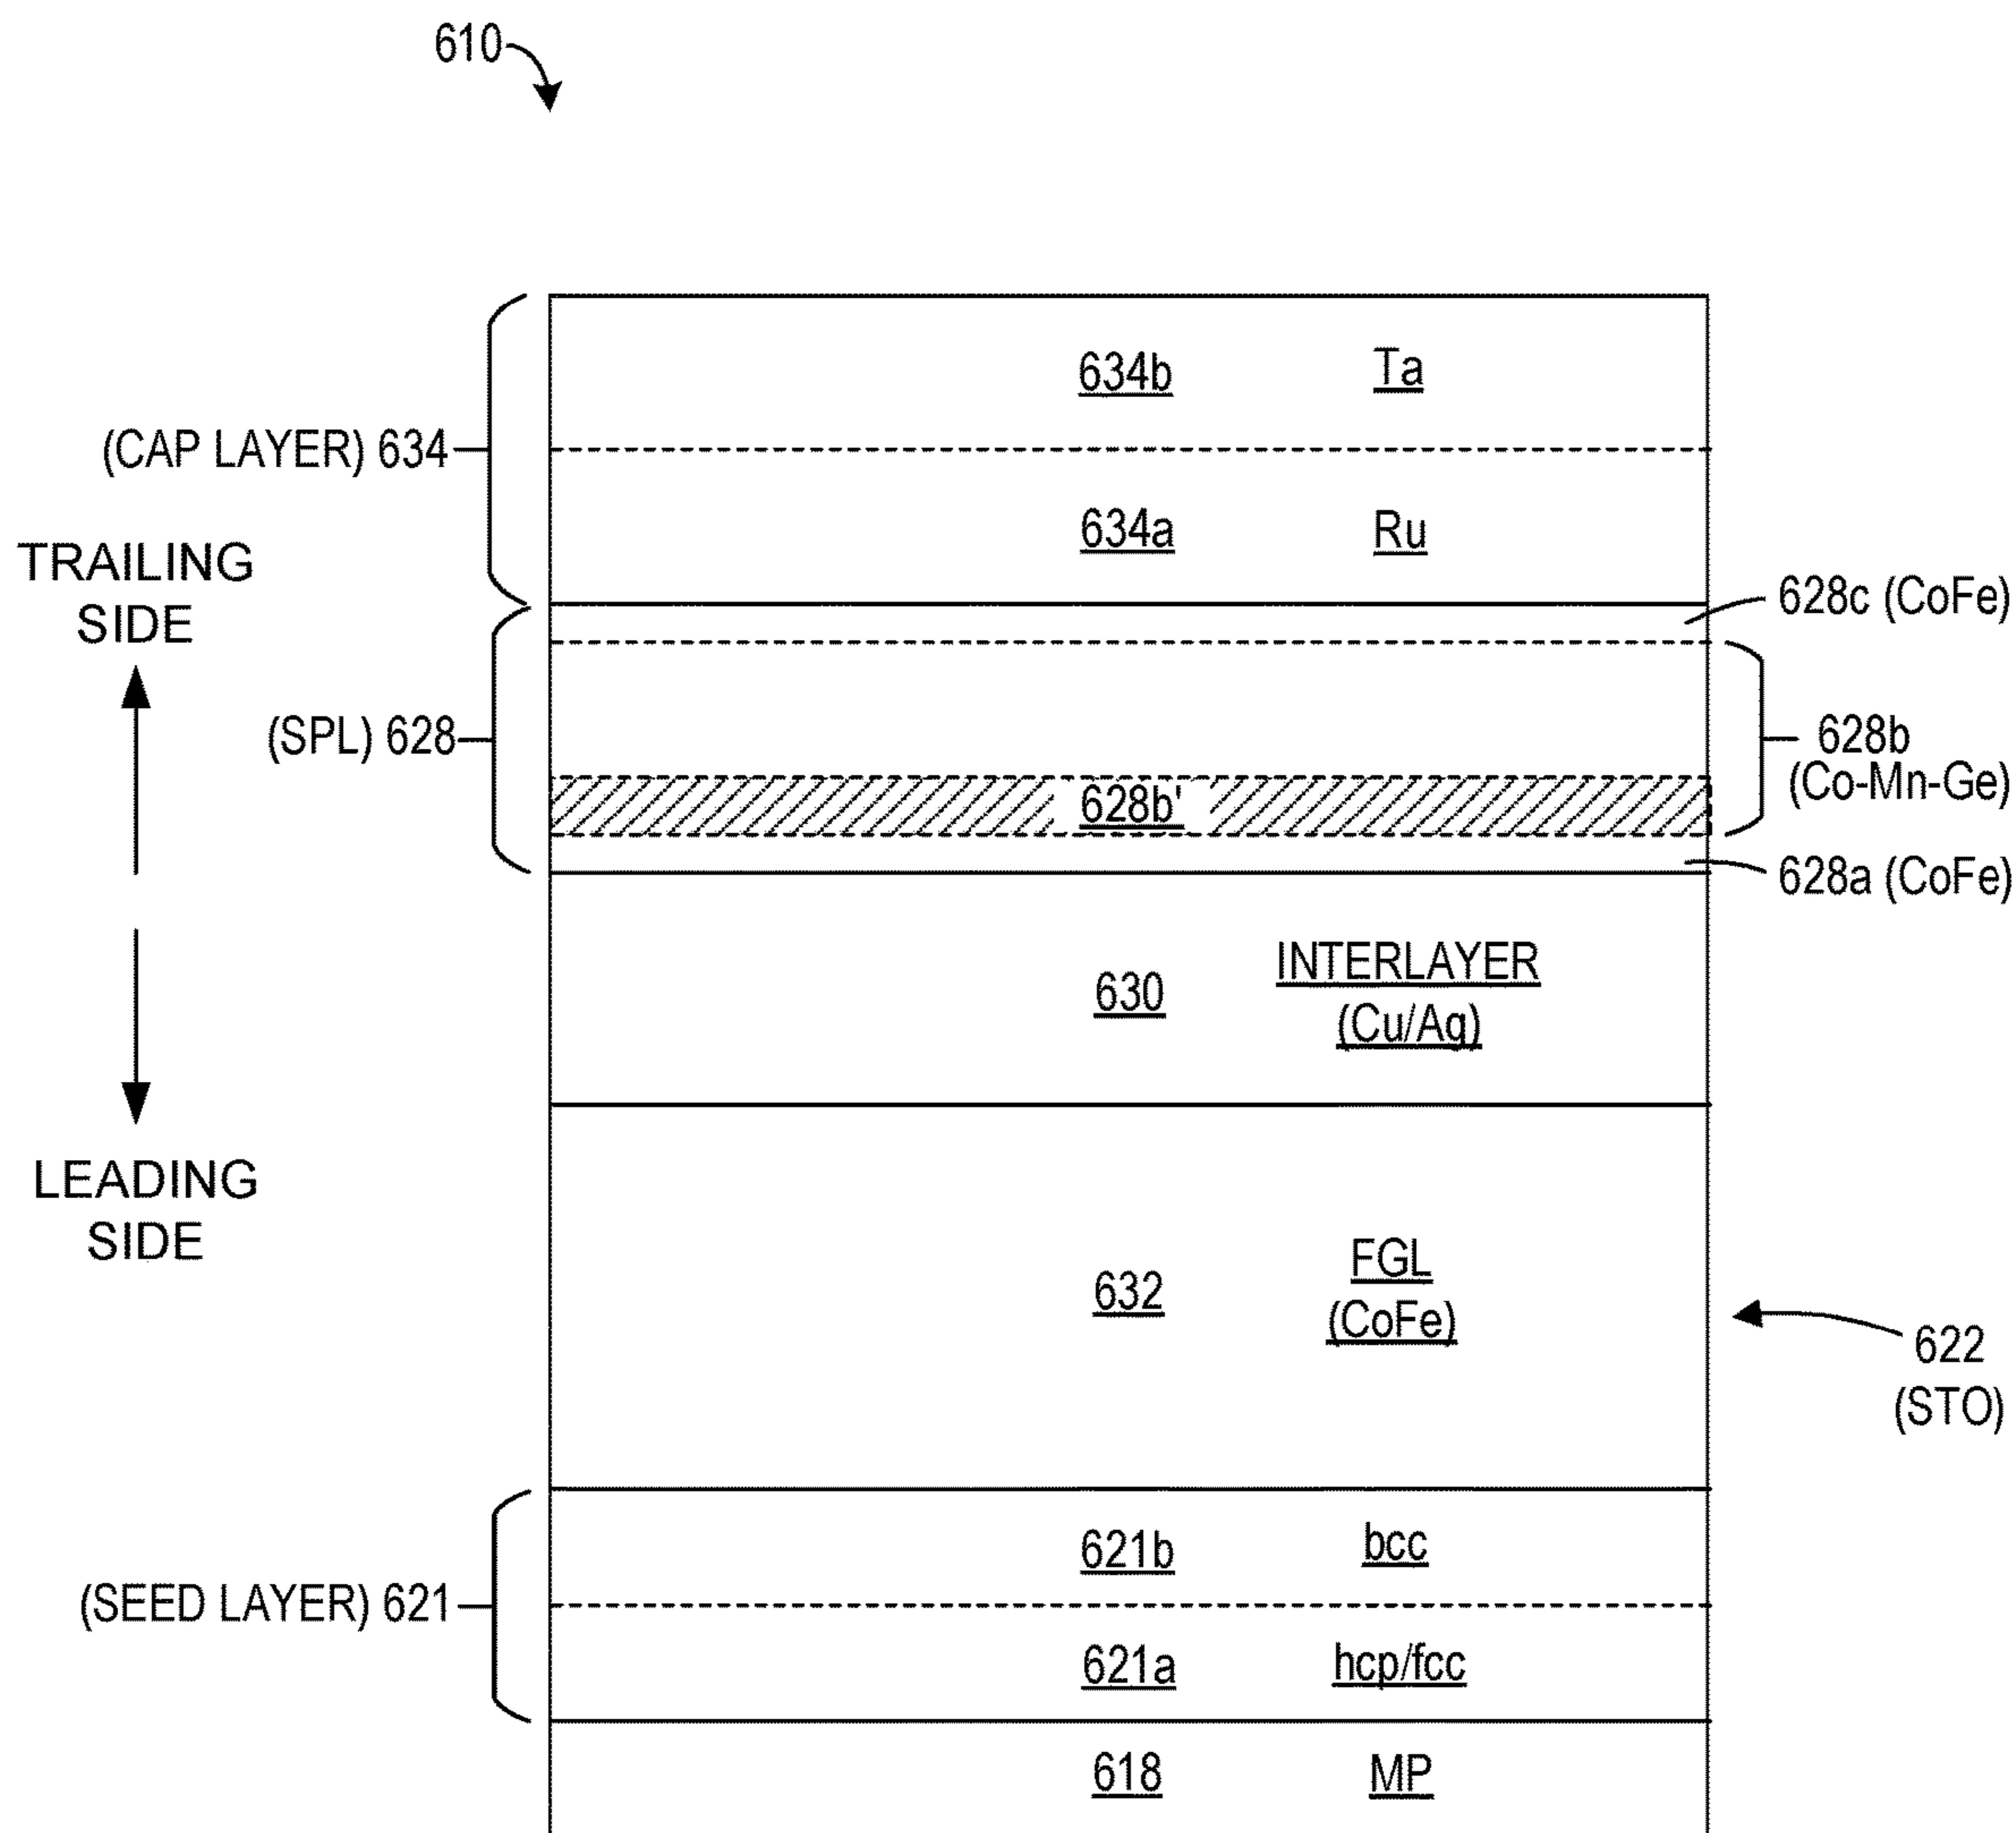 610
634b Ta
(CAP LAYER) 634
634a Ru
TRAILING
SIDE
628c (CoFe)
(SPL) 628
628b
(Co-Mn-Ge)
628b'
628a (CoFe)
630 INTERLAYER
(Cu/Ag)
LEADING
SIDE
632 FGL
(CoFe)
622
(STO)
621b bcc
(SEED LAYER) 621
621a hcp/fcc
618 MP